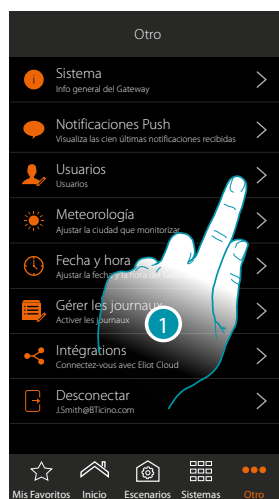 Otro
Sistema
Info general del Gateway
Notificaciones Push
Visualiza las cien últimas notificaciones recibidas
Usuarios
Usuarios
Meteorología
Ajustar la ciudad que monitorizar
Fecha y hora
Ajustar la fecha y la hora del
Gérer les journaux
Activer les journaux
1
Intégrations
Connectez-vous avec Eliot Cloud
Desconectar
J.Smith@BTicino.com
Mis Favoritos Inicio Escenarios Sistemas Otro